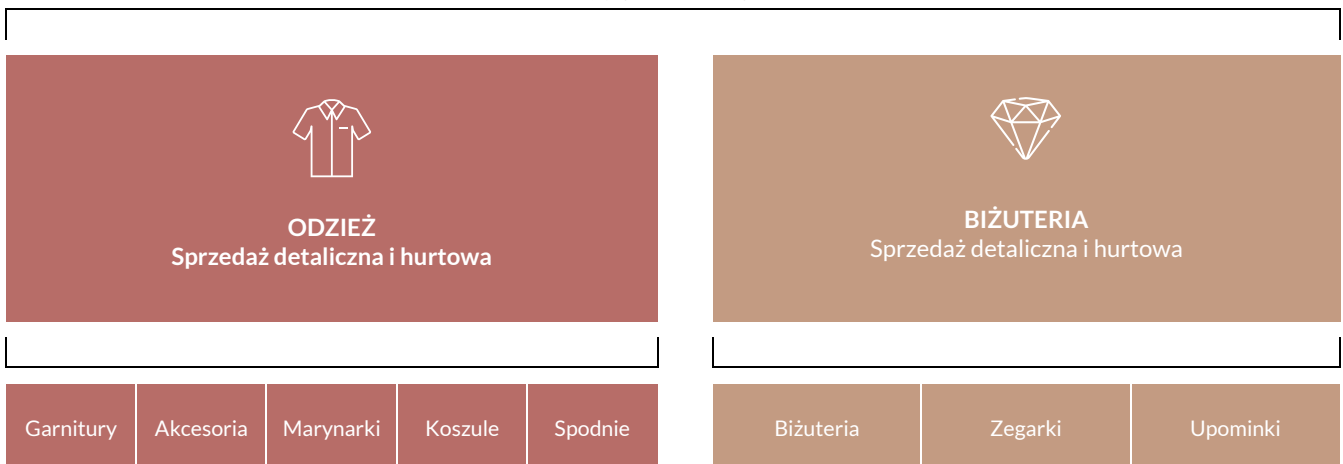 ODZIEŻ
Sprzedaż detaliczna i hurtowa
BIŻUTERIA
Sprzedaż detaliczna i hurtowa
Garnitury
Akcesoria
Marynarki
Koszule
Spodnie
Biżuteria
Zegarki
Upominki